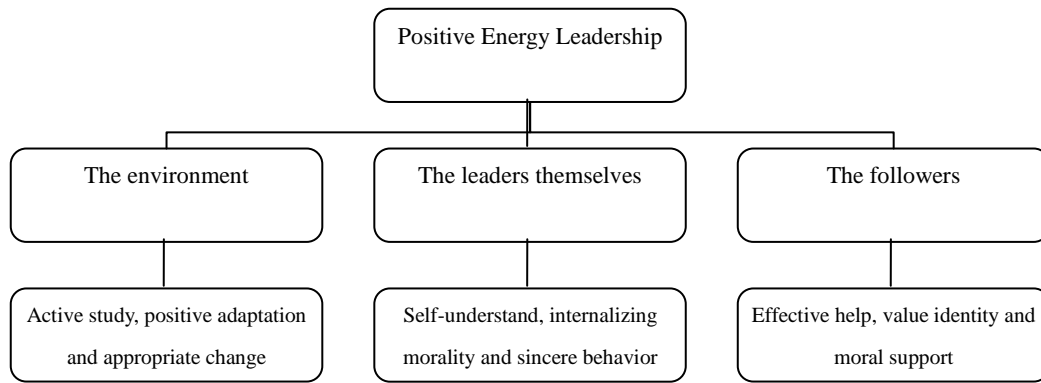 Positive Energy Leadership
The environment
The leaders themselves
The followers
Active study, positive adaptation
and appropriate change
Self-understand, internalizing
morality and sincere behavior
Effective help, value identity and
moral support